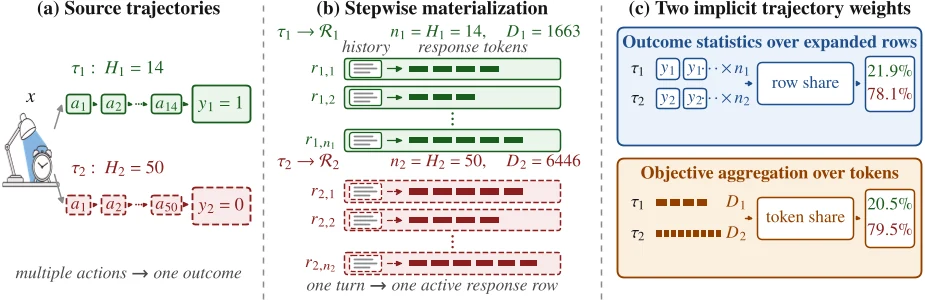 (a) Source trajectories
x
τ₁ : H₁ = 14
a₁ a₂ ··· a₁₄ y₁ = 1
τ₂ : H₂ = 50
a₁ a₂ ··· a₅₀ y₂ = 0
multiple actions → one outcome
(b) Stepwise materialization
τ₁ → 𝓡₁ n₁ = H₁ = 14, D₁ = 1663
history response tokens
r₁,₁
r₁,₂
⋮
r₁,ₙ₁
τ₂ → 𝓡₂ n₂ = H₂ = 50, D₂ = 6446
r₂,₁
r₂,₂
⋮
r₂,ₙ₂
one turn → one active response row
(c) Two implicit trajectory weights
Outcome statistics over expanded rows
τ₁ y₁ y₁ ··· × n₁
τ₂ y₂ y₂ ··· × n₂
row share
21.9%
78.1%
Objective aggregation over tokens
τ₁ D₁
τ₂ D₂
token share
20.5%
79.5%